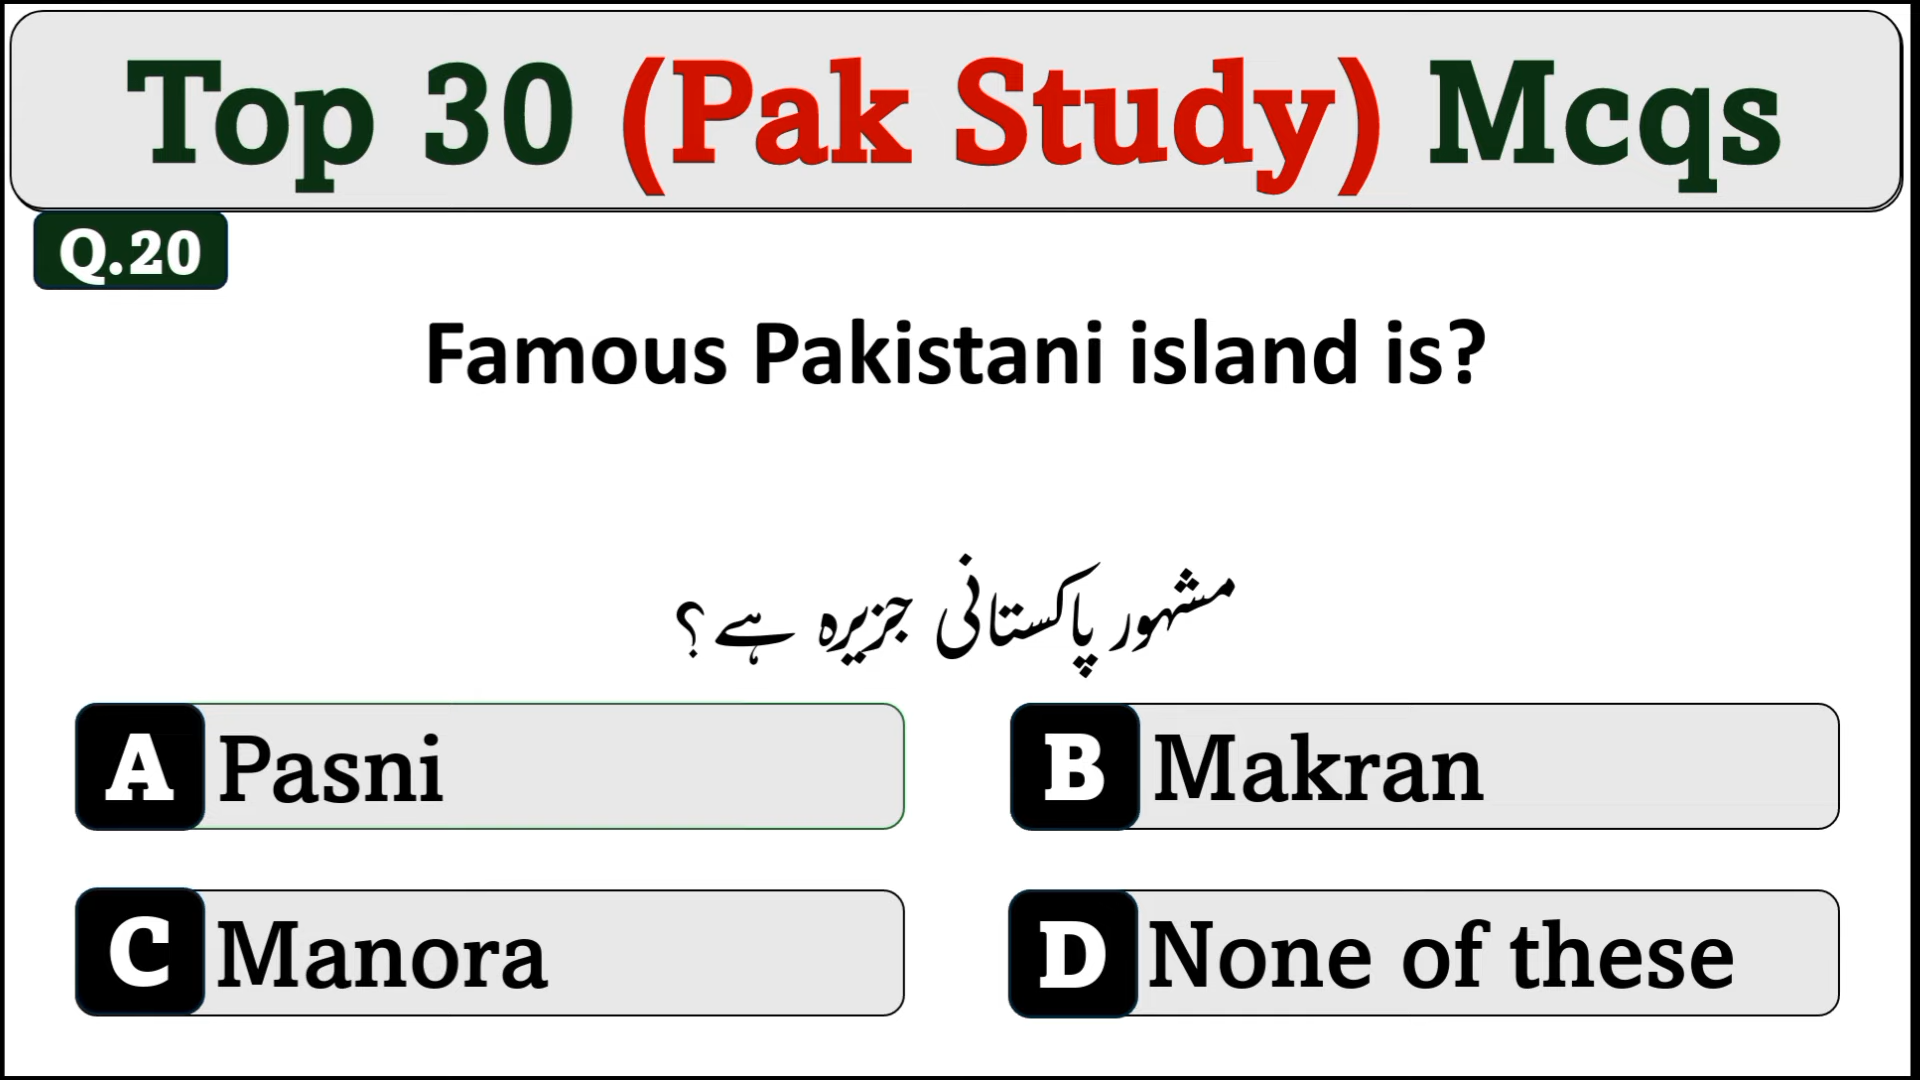 Top 30 (Pak Study) Mcqs
Q.20
Famous Pakistani island is?
مشہور پاکستانی جزیرہ ہے؟
A Pasni
B Makran
C Manora
D None of these